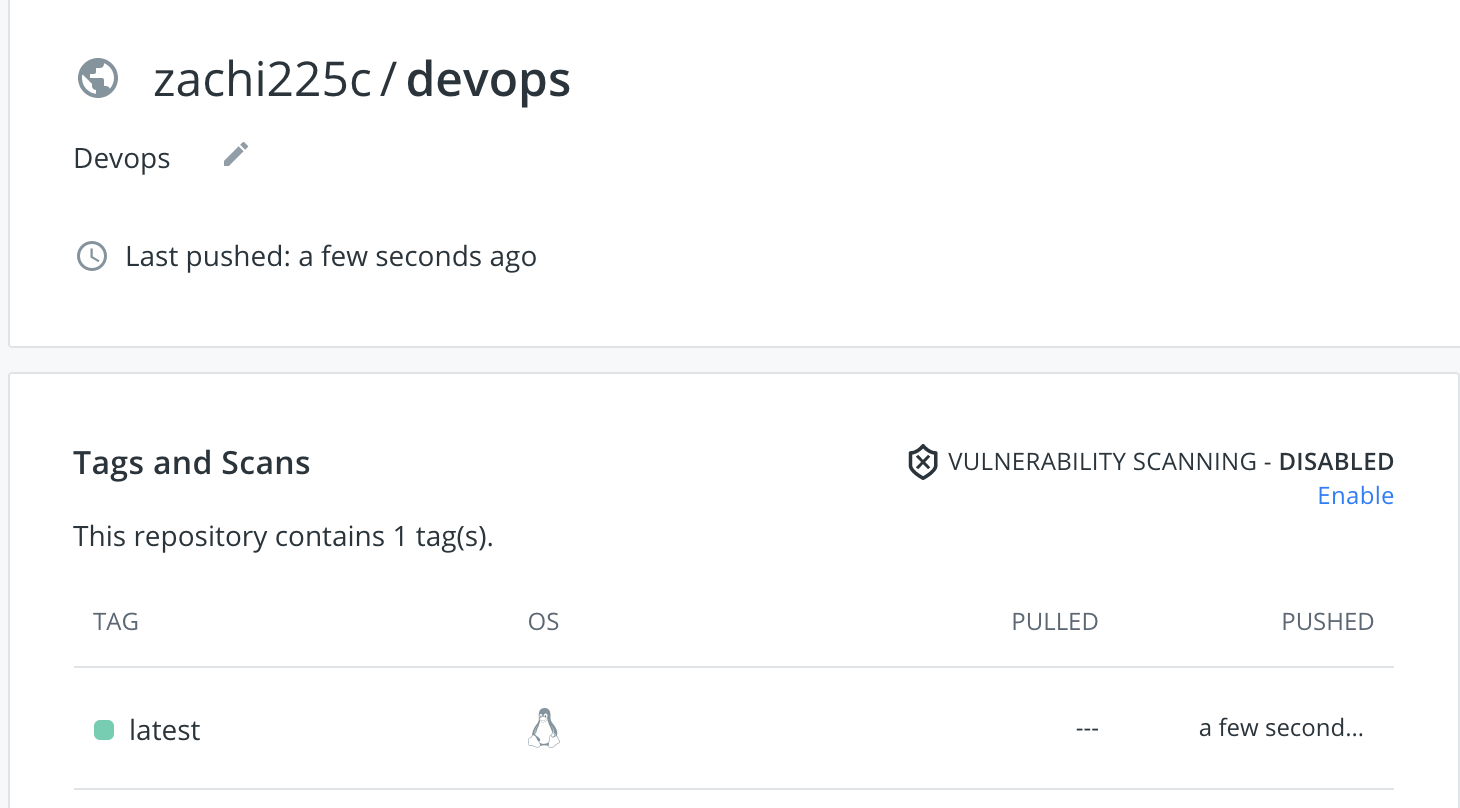 zachi225c / devops
Devops
Last pushed: a few seconds ago
Tags and Scans
VULNERABILITY SCANNING - DISABLED
Enable
This repository contains 1 tag(s).
TAG OS PULLED PUSHED
latest --- a few second...